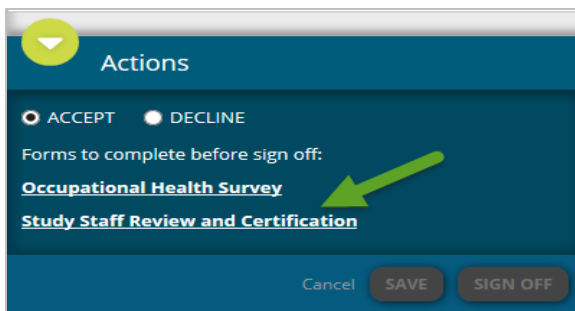 Actions
ACCEPT DECLINE
Forms to complete before sign off:
Occupational Health Survey
Study Staff Review and Certification
Cancel SAVE SIGN OFF